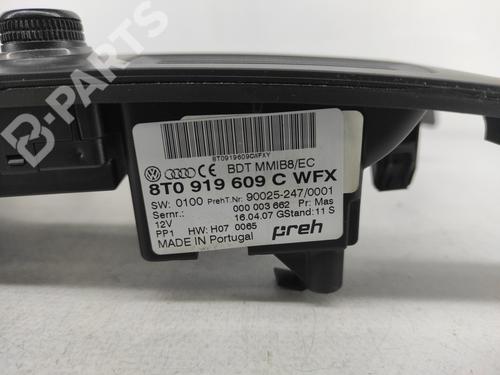 8T0919609CWFXY
CE BDT MMIB8/EC
8T0 919 609 C WFX
SW: 0100 PrehT.Nr: 90025-247/0001
Sernr.: 000 003 662 Pr: Mas
12V 16.04.07 GStand: 11 S
PP1 HW: H07 0065
MADE IN Portugal preh
B-PARTS